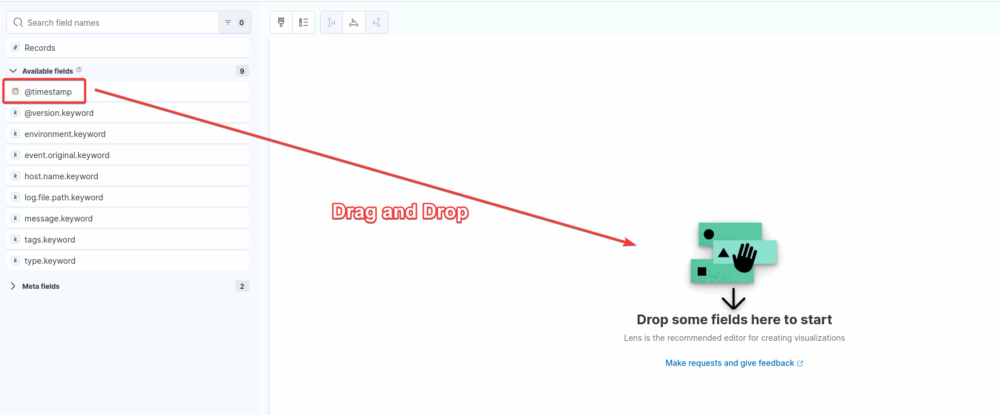 Search field names
0
# Records
Available fields ?
9
@timestamp
k @version.keyword
k environment.keyword
k event.original.keyword
k host.name.keyword
k log.file.path.keyword
k message.keyword
k tags.keyword
k type.keyword
Meta fields
2
Drag and Drop
Drop some fields here to start
Lens is the recommended editor for creating visualizations
Make requests and give feedback